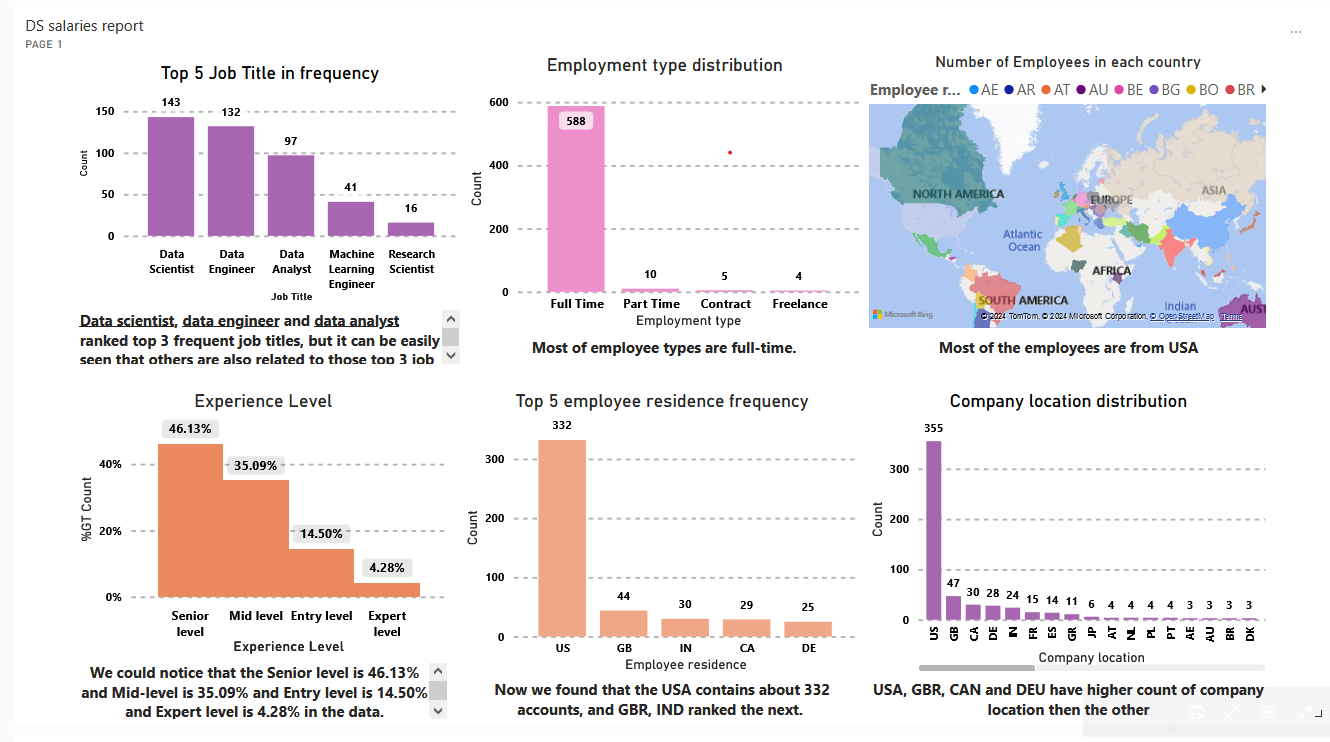 DS salaries report
PAGE 1
...
Top 5 Job Title in frequency
150
100
50
0
Count
143
132
97
41
16
Data Scientist
Data Engineer
Data Analyst
Machine Learning Engineer
Research Scientist
Job Title
Data scientist, data engineer and data analyst
ranked top 3 frequent job titles, but it can be easily
seen that others are also related to those top 3 job
Employment type distribution
600
400
200
0
Count
588
10
5
4
Full Time
Part Time
Contract
Freelance
Employment type
Most of employee types are full-time.
Number of Employees in each country
Employee r... AE AR AT AU BE BG BO BR
NORTH AMERICA
EUROPE
ASIA
Atlantic
Ocean
AFRICA
SOUTH AMERICA
Indian
AUST
Microsoft Bing
© 2024 TomTom, © 2024 Microsoft Corporation, © OpenStreetMap Terms
Most of the employees are from USA
Experience Level
40%
20%
0%
%GT Count
46.13%
35.09%
14.50%
4.28%
Senior level
Mid level
Entry level
Expert level
Experience Level
We could notice that the Senior level is 46.13%
and Mid-level is 35.09% and Entry level is 14.50%
and Expert level is 4.28% in the data.
Top 5 employee residence frequency
300
200
100
0
Count
332
44
30
29
25
US
GB
IN
CA
DE
Employee residence
Now we found that the USA contains about 332
accounts, and GBR, IND ranked the next.
Company location distribution
300
200
100
0
Count
355
47
30
28
24
15
14
11
6
4
4
4
4
3
3
3
3
US
GB
CA
DE
IN
FR
ES
GR
JP
AT
NL
PL
PT
AE
AU
BR
DK
Company location
USA, GBR, CAN and DEU have higher count of company
location then the other